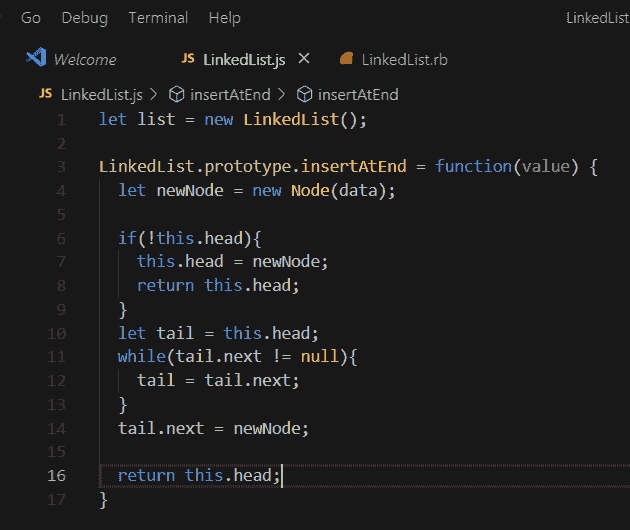 Go Debug Terminal Help LinkedList
Welcome JS LinkedList.js × LinkedList.rb
JS LinkedList.js > insertAtEnd > insertAtEnd
1 let list = new LinkedList();
2
3 LinkedList.prototype.insertAtEnd = function(value) {
4 let newNode = new Node(data);
5
6 if(!this.head){
7 this.head = newNode;
8 return this.head;
9 }
10 let tail = this.head;
11 while(tail.next != null){
12 tail = tail.next;
13 }
14 tail.next = newNode;
15
16 return this.head;
17 }